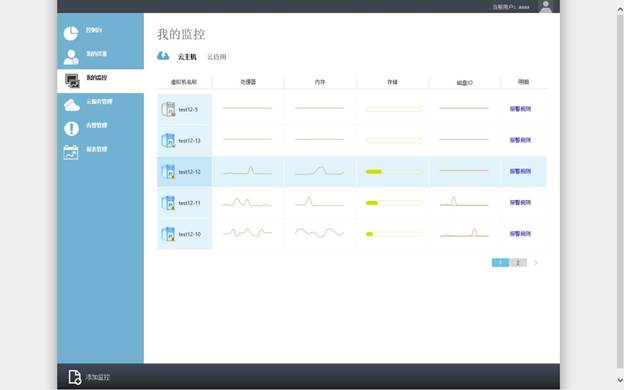 当前用户：aaaa
控制台
我的资源
我的监控
云服务管理
告警管理
报表管理
我的监控
云主机 云应用
虚拟机名称 处理器 内存 存储 磁盘IO 明细
test12-5 报警规则
test12-13 报警规则
test12-12 报警规则
test12-11 报警规则
test12-10 报警规则
1 2
添加监控